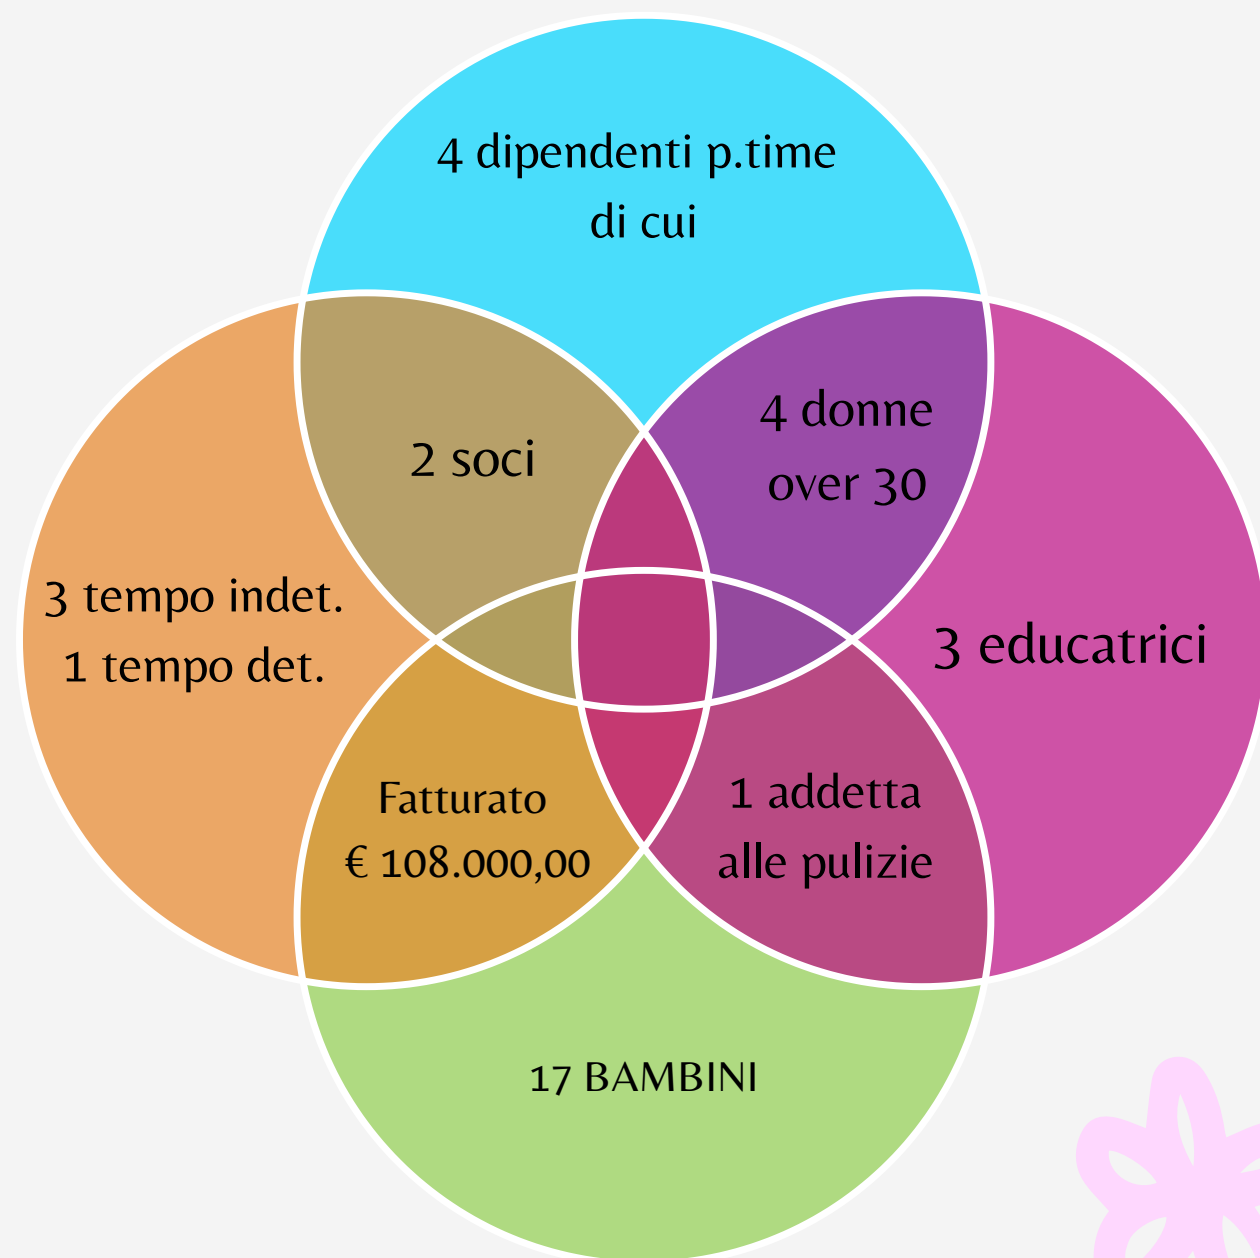 4 dipendenti p.time
di cui
2 soci
4 donne
over 30
3 tempo indet.
1 tempo det.
3 educatrici
Fatturato
€ 108.000,00
1 addetta
alle pulizie
17 BAMBINI